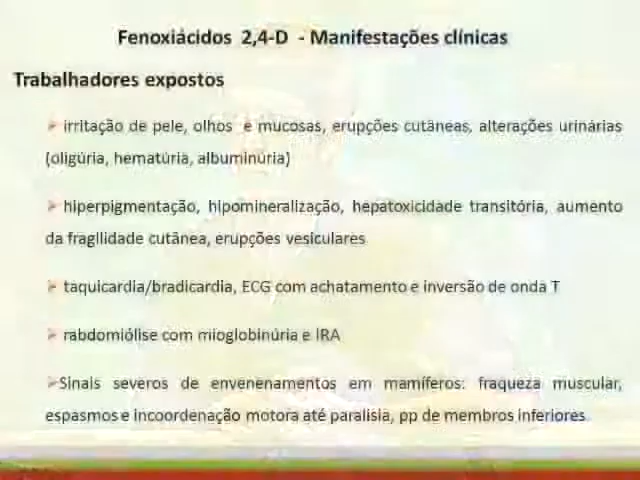 Fenoxiácidos 2,4-D - Manifestações clínicas
Trabalhadores expostos
➢ irritação de pele, olhos e mucosas, erupções cutâneas, alterações urinárias
(oligúria, hematúria, albuminúria)
➢ hiperpigmentação, hipomineralização, hepatoxicidade transitória, aumento
da fragilidade cutânea, erupções vesiculares
➢ taquicardia/bradicardia, ECG com achatamento e inversão de onda T
➢ rabdomiólise com mioglobinúria e IRA
➢Sinais severos de envenenamentos em mamíferos: fraqueza muscular,
espasmos e incoordenação motora até paralisia, pp de membros inferiores.